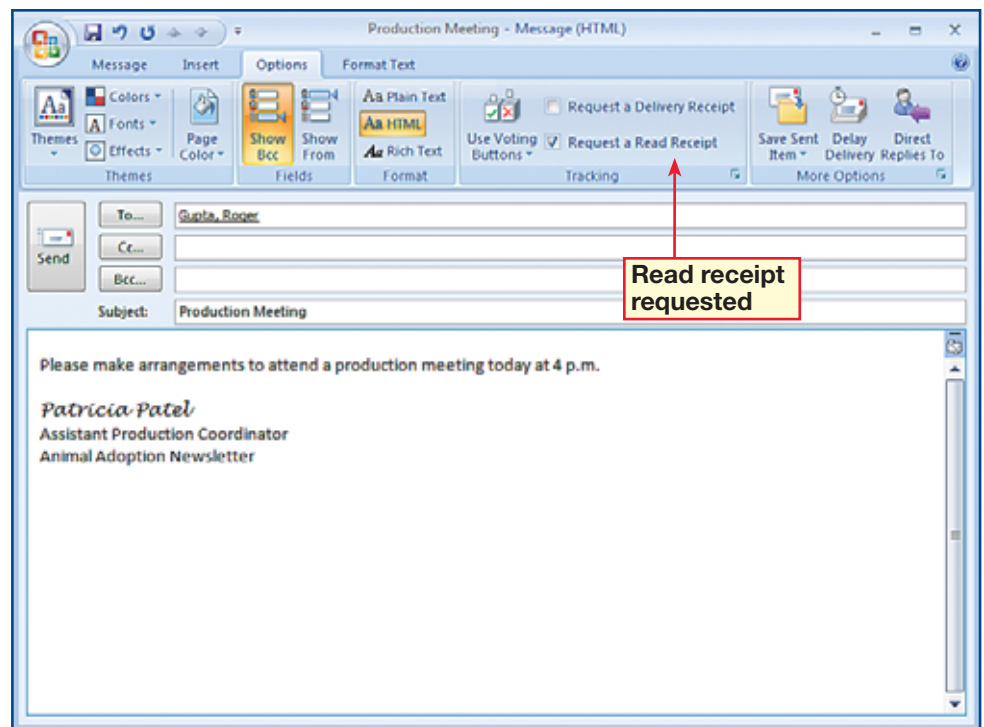 Production Meeting - Message (HTML)
Message Insert Options Format Text
Aa Themes
Colors
A Fonts
Effects
Page Color
Themes
Show Bcc
Show From
Fields
Aa Plain Text
Aa HTML
Aa Rich Text
Format
Use Voting Buttons
Request a Delivery Receipt
Request a Read Receipt
Tracking
Save Sent Item
Delay Delivery
Direct Replies To
More Options
Send
To... Gupta, Roger
Cc...
Bcc...
Subject: Production Meeting
Read receipt
requested
Please make arrangements to attend a production meeting today at 4 p.m.
Patricia Patel
Assistant Production Coordinator
Animal Adoption Newsletter